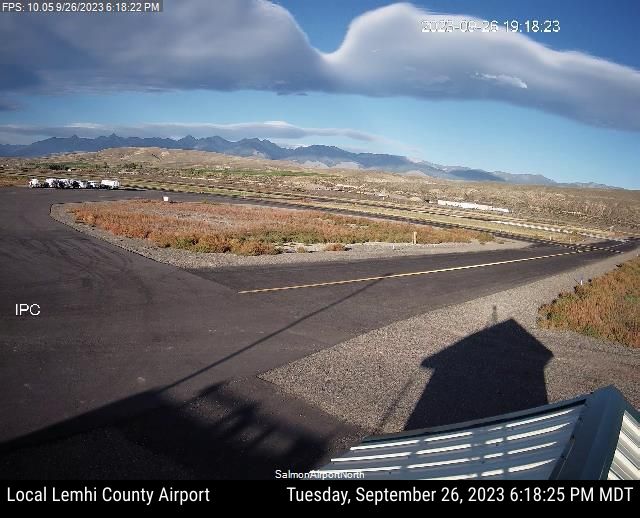 FPS: 10.05 9/26/2023 6:18:22 PM
2023-09-26 19:18:23
IPC
SalmonAirportNorth
Local Lemhi County Airport Tuesday, September 26, 2023 6:18:25 PM MDT